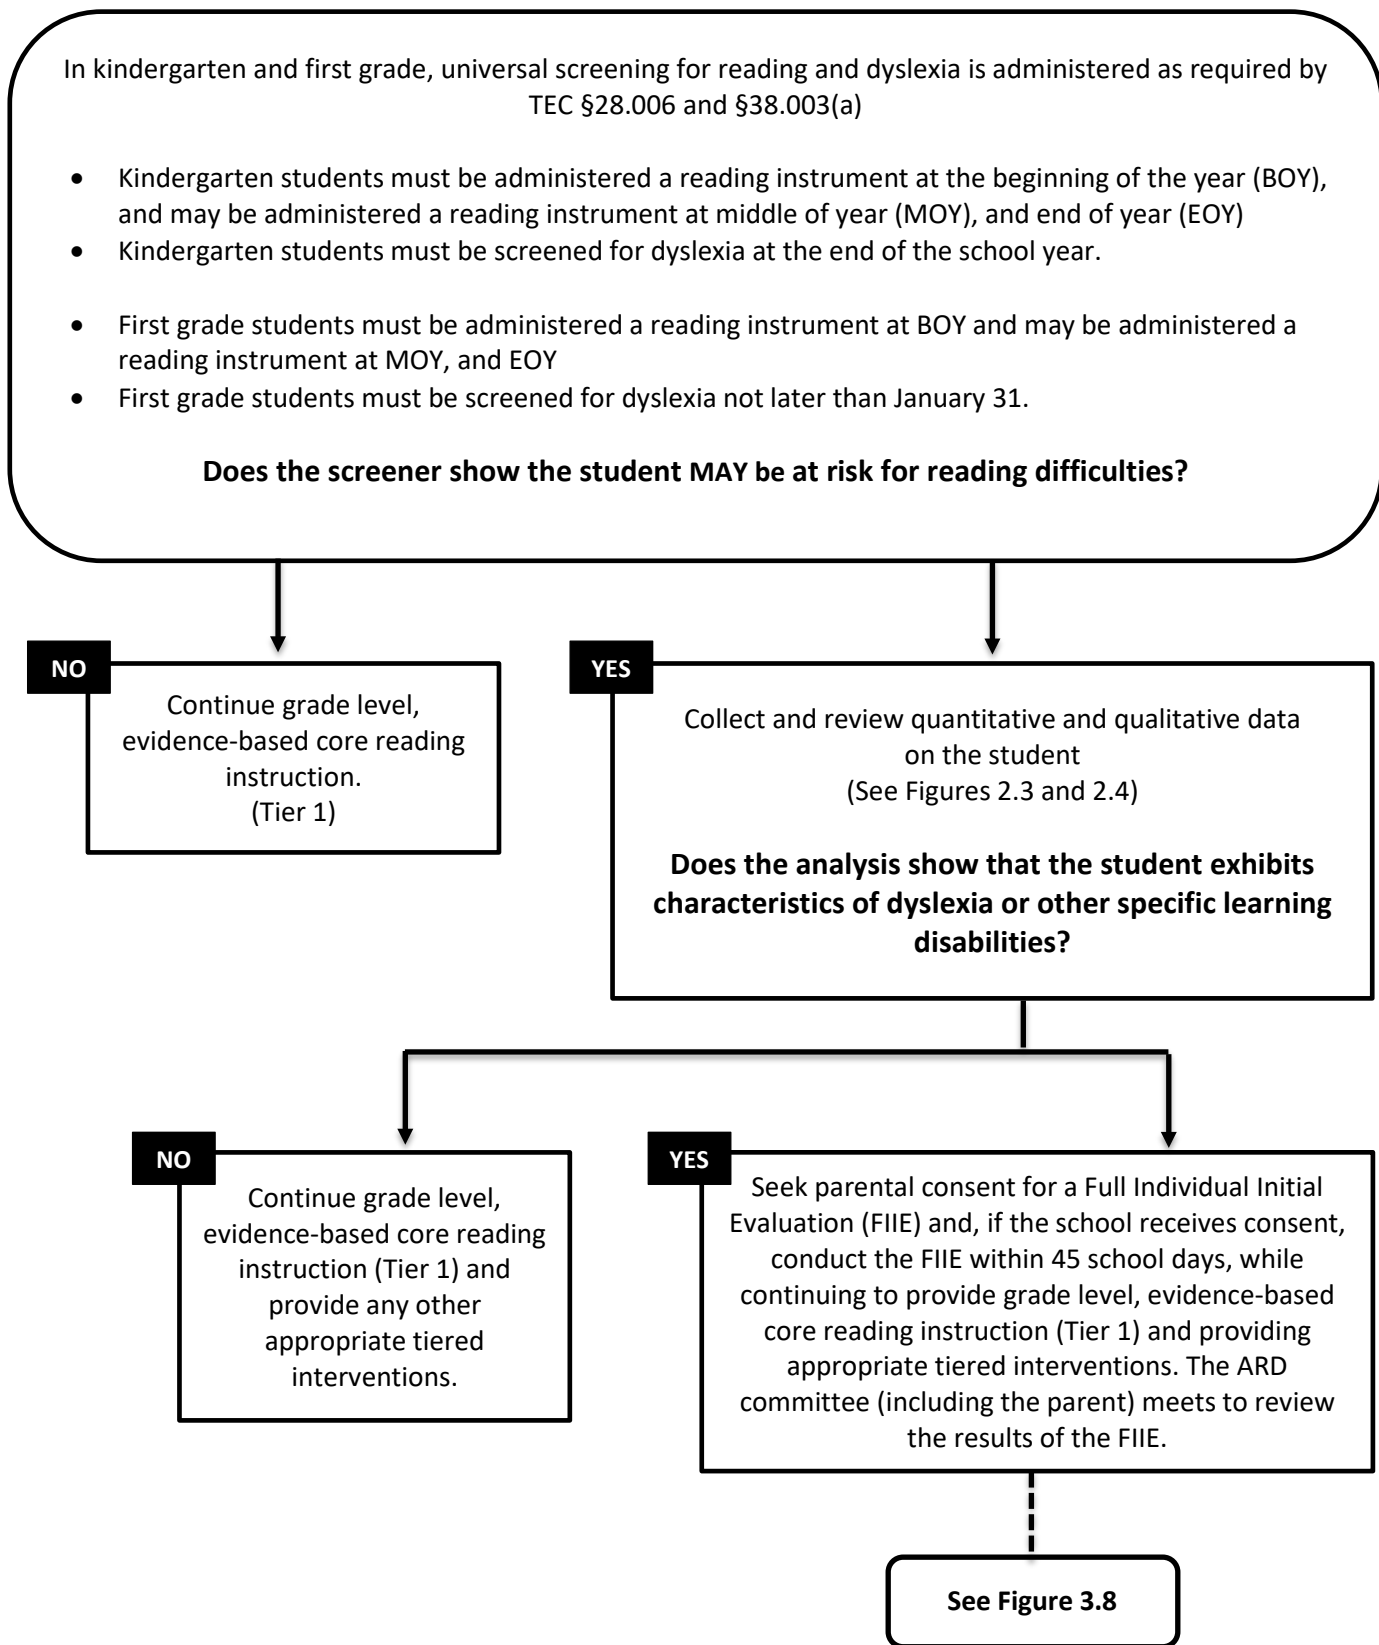 In kindergarten and first grade, universal screening for reading and dyslexia is administered as required by
TEC §28.006 and §38.003(a)
• Kindergarten students must be administered a reading instrument at the beginning of the year (BOY),
and may be administered a reading instrument at middle of year (MOY), and end of year (EOY)
• Kindergarten students must be screened for dyslexia at the end of the school year.
• First grade students must be administered a reading instrument at BOY and may be administered a
reading instrument at MOY, and EOY
• First grade students must be screened for dyslexia not later than January 31.
Does the screener show the student MAY be at risk for reading difficulties?
NO
Continue grade level,
evidence-based core reading
instruction.
(Tier 1)
YES
Collect and review quantitative and qualitative data
on the student
(See Figures 2.3 and 2.4)
Does the analysis show that the student exhibits
characteristics of dyslexia or other specific learning
disabilities?
NO
Continue grade level,
evidence-based core reading
instruction (Tier 1) and
provide any other
appropriate tiered
interventions.
YES
Seek parental consent for a Full Individual Initial
Evaluation (FIIE) and, if the school receives consent,
conduct the FIIE within 45 school days, while
continuing to provide grade level, evidence-based
core reading instruction (Tier 1) and providing
appropriate tiered interventions. The ARD
committee (including the parent) meets to review
the results of the FIIE.
See Figure 3.8